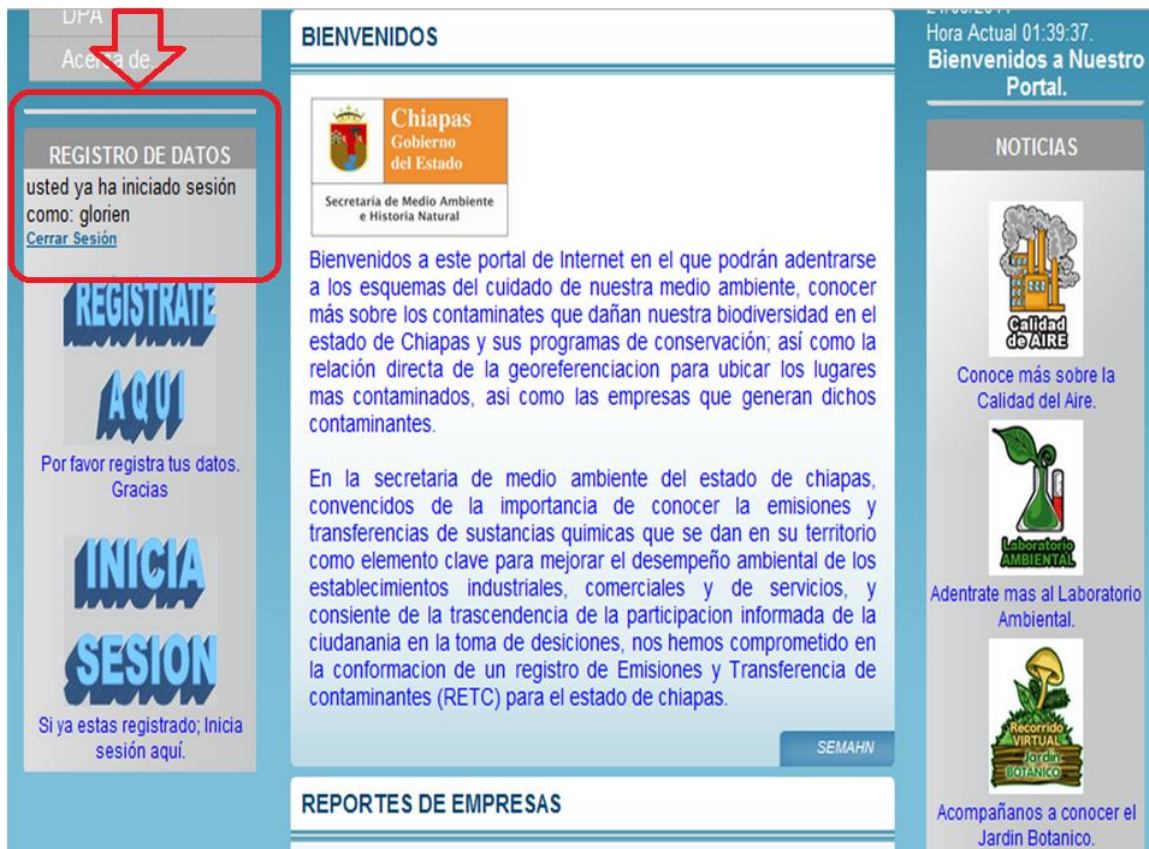 DPA
Acerca de.
REGISTRO DE DATOS
usted ya ha iniciado sesión
como: glorien
Cerrar Sesión
REGISTRATE
AQUI
Por favor registra tus datos.
Gracias
INICIA
SESION
Si ya estas registrado; Inicia
sesión aquí.
BIENVENIDOS
Chiapas
Gobierno
del Estado
Secretaría de Medio Ambiente
e Historia Natural
Bienvenidos a este portal de Internet en el que podrán adentrarse
a los esquemas del cuidado de nuestra medio ambiente, conocer
más sobre los contaminates que dañan nuestra biodiversidad en el
estado de Chiapas y sus programas de conservación; así como la
relación directa de la georeferenciacion para ubicar los lugares
mas contaminados, asi como las empresas que generan dichos
contaminantes.
En la secretaria de medio ambiente del estado de chiapas,
convencidos de la importancia de conocer la emisiones y
transferencias de sustancias quimicas que se dan en su territorio
como elemento clave para mejorar el desempeño ambiental de los
establecimientos industriales, comerciales y de servicios, y
consiente de la trascendencia de la participacion informada de la
ciudanania en la toma de desiciones, nos hemos comprometido en
la conformacion de un registro de Emisiones y Transferencia de
contaminantes (RETC) para el estado de chiapas.
SEMAHN
REPORTES DE EMPRESAS
Hora Actual 01:39:37.
Bienvenidos a Nuestro
Portal.
NOTICIAS
Calidad
de AIRE
Conoce más sobre la
Calidad del Aire.
Laboratorio
AMBIENTAL
Adentrate mas al Laboratorio
Ambiental.
Recorrido
VIRTUAL
Jardin
BOTANICO
Acompañanos a conocer el
Jardin Botanico.